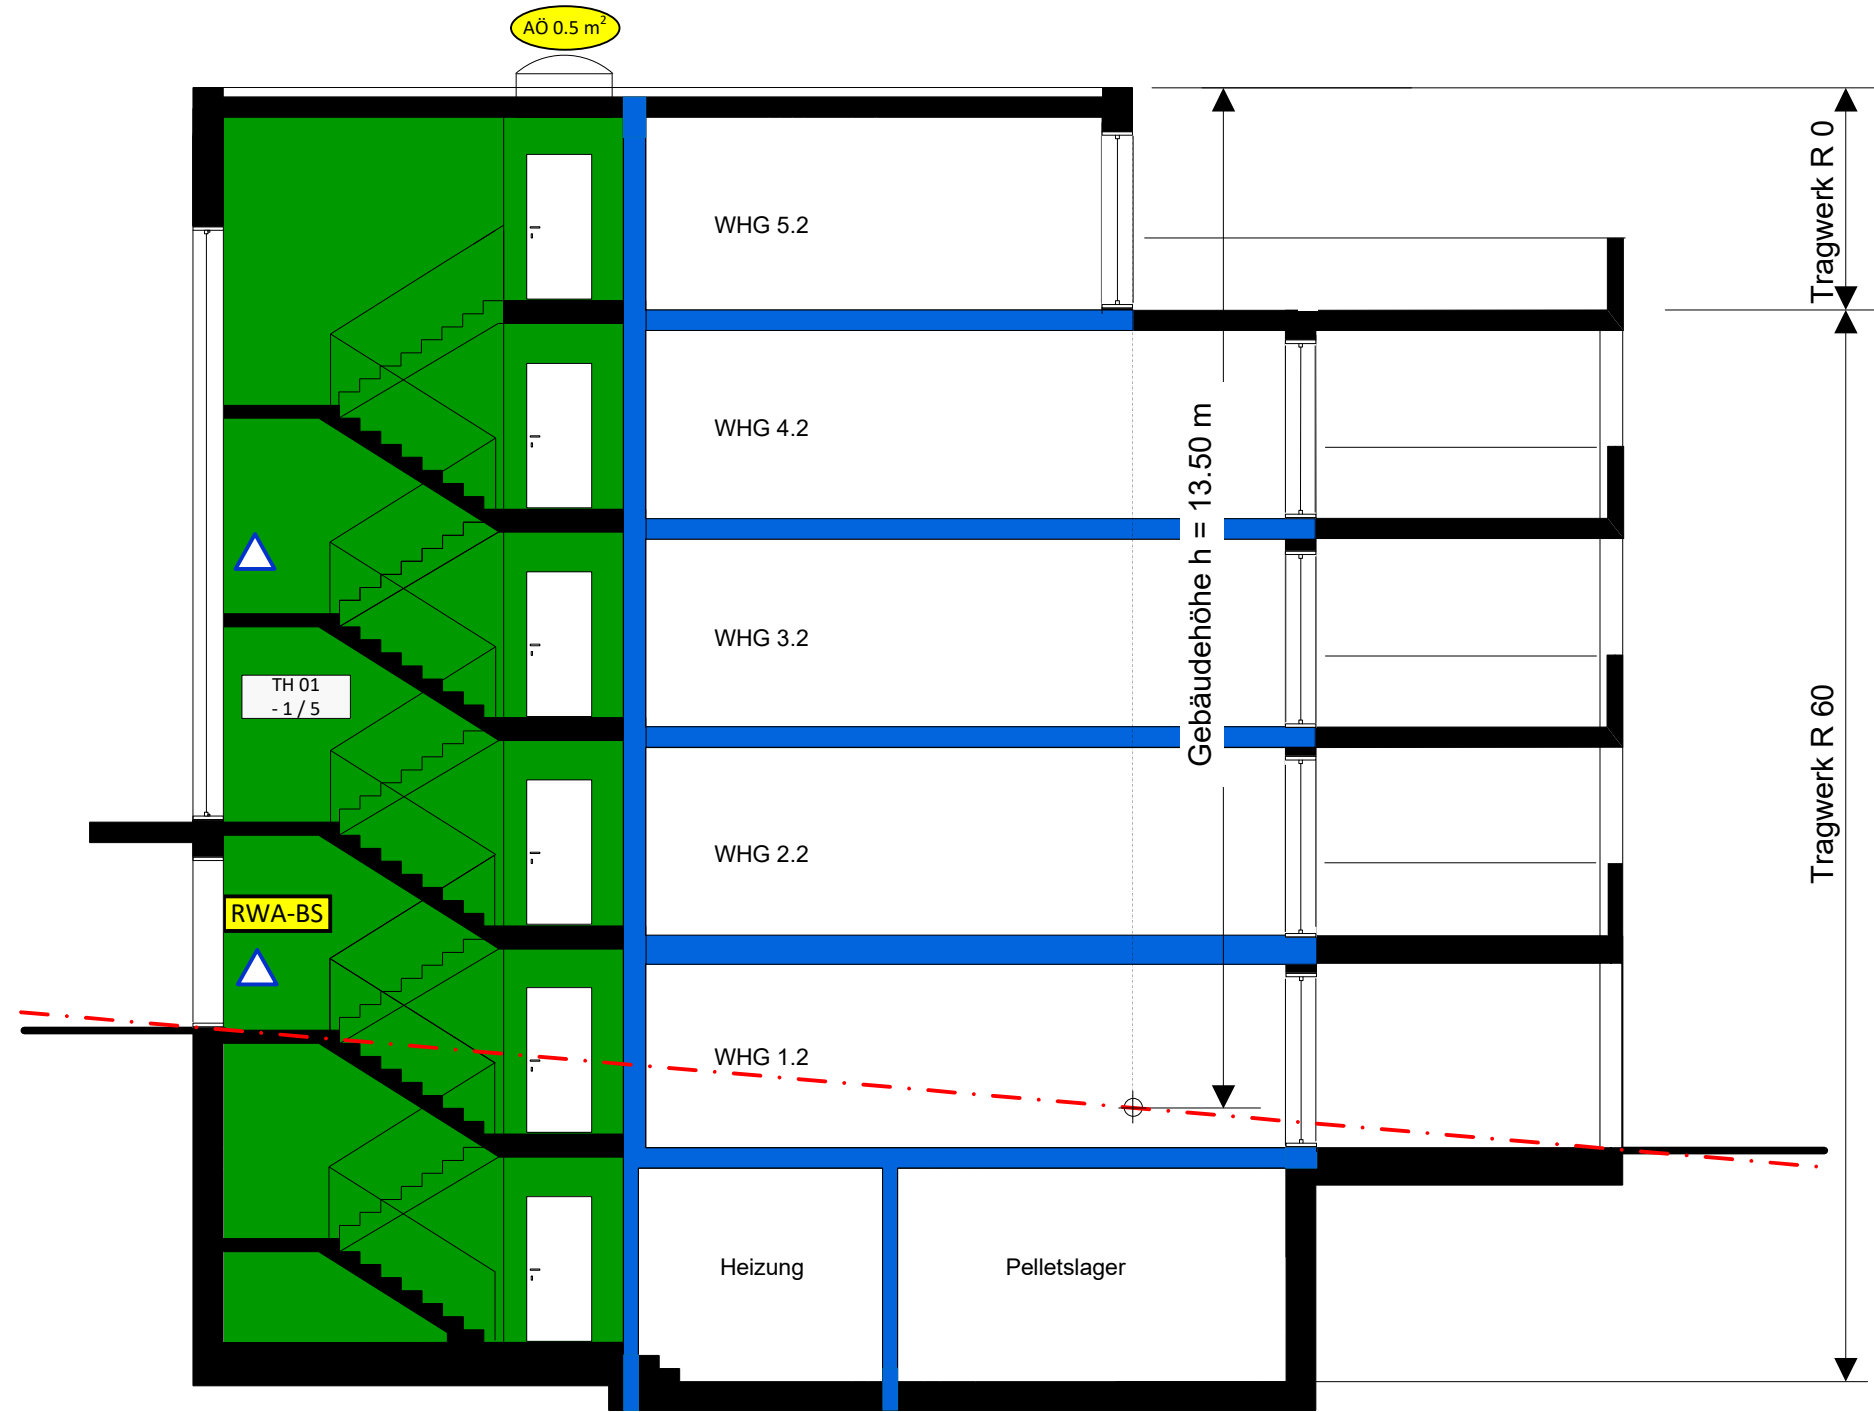 AÖ 0.5 m²
WHG 5.2
Tragwerk R 0
WHG 4.2
Gebäudehöhe h = 13.50 m
WHG 3.2
TH 01
- 1 / 5
Tragwerk R 60
WHG 2.2
RWA-BS
WHG 1.2
Heizung
Pelletslager